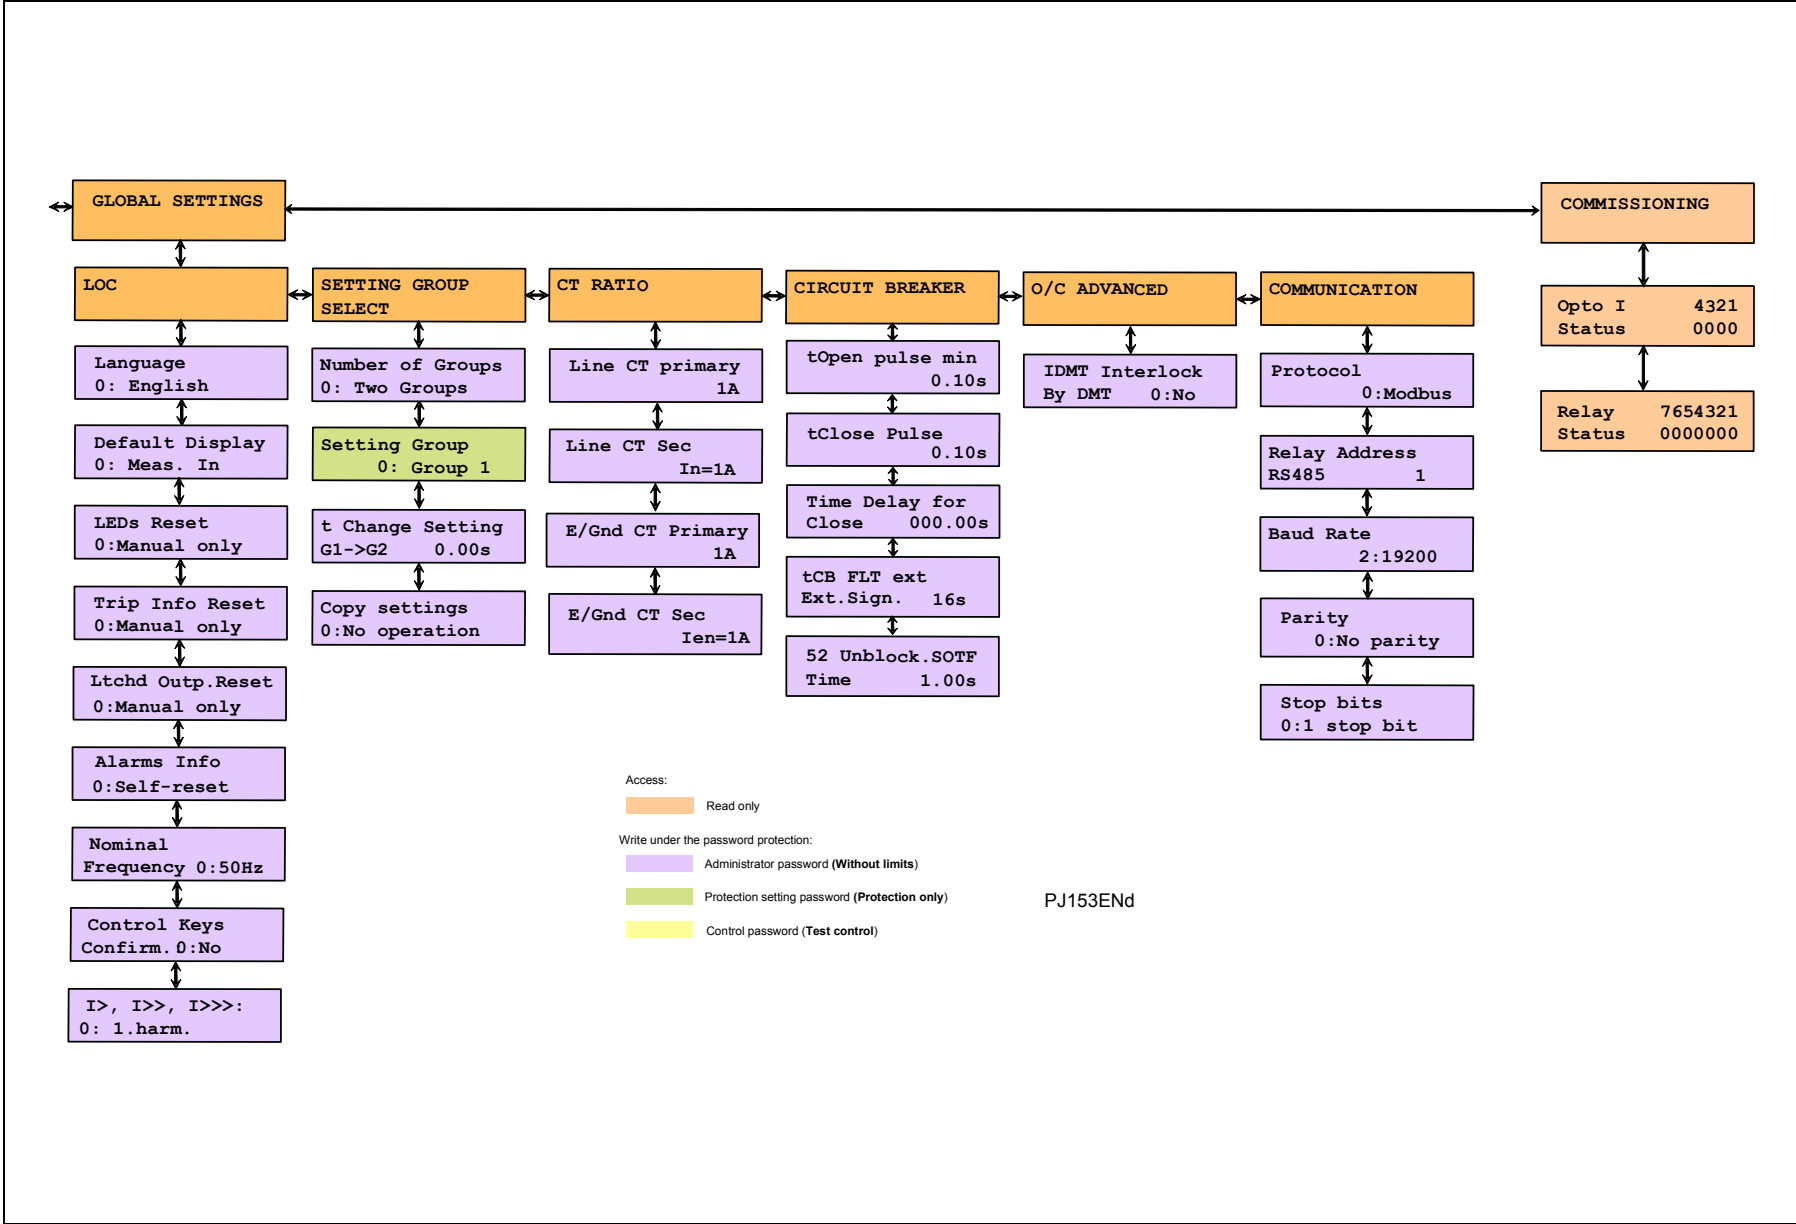 GLOBAL SETTINGS
COMMISSIONING
LOC
Language
0: English
Default Display
0: Meas. In
LEDs Reset
0:Manual only
Trip Info Reset
0:Manual only
Ltchd Outp.Reset
0:Manual only
Alarms Info
0:Self-reset
Nominal
Frequency 0:50Hz
Control Keys
Confirm. 0:No
I>, I>>, I>>>:
0: 1.harm.
SETTING GROUP
SELECT
Number of Groups
0: Two Groups
Setting Group
0: Group 1
t Change Setting
G1->G2 0.00s
Copy settings
0:No operation
CT RATIO
Line CT primary
1A
Line CT Sec
In=1A
E/Gnd CT Primary
1A
E/Gnd CT Sec
Ien=1A
CIRCUIT BREAKER
tOpen pulse min
0.10s
tClose Pulse
0.10s
Time Delay for
Close 000.00s
tCB FLT ext
Ext.Sign. 16s
52 Unblock.SOTF
Time 1.00s
O/C ADVANCED
IDMT Interlock
By DMT 0:No
COMMUNICATION
Protocol
0:Modbus
Relay Address
RS485 1
Baud Rate
2:19200
Parity
0:No parity
Stop bits
0:1 stop bit
Opto I 4321
Status 0000
Relay 7654321
Status 0000000
Access:
Read only
Write under the password protection:
Administrator password (Without limits)
Protection setting password (Protection only)
Control password (Test control)
PJ153ENd